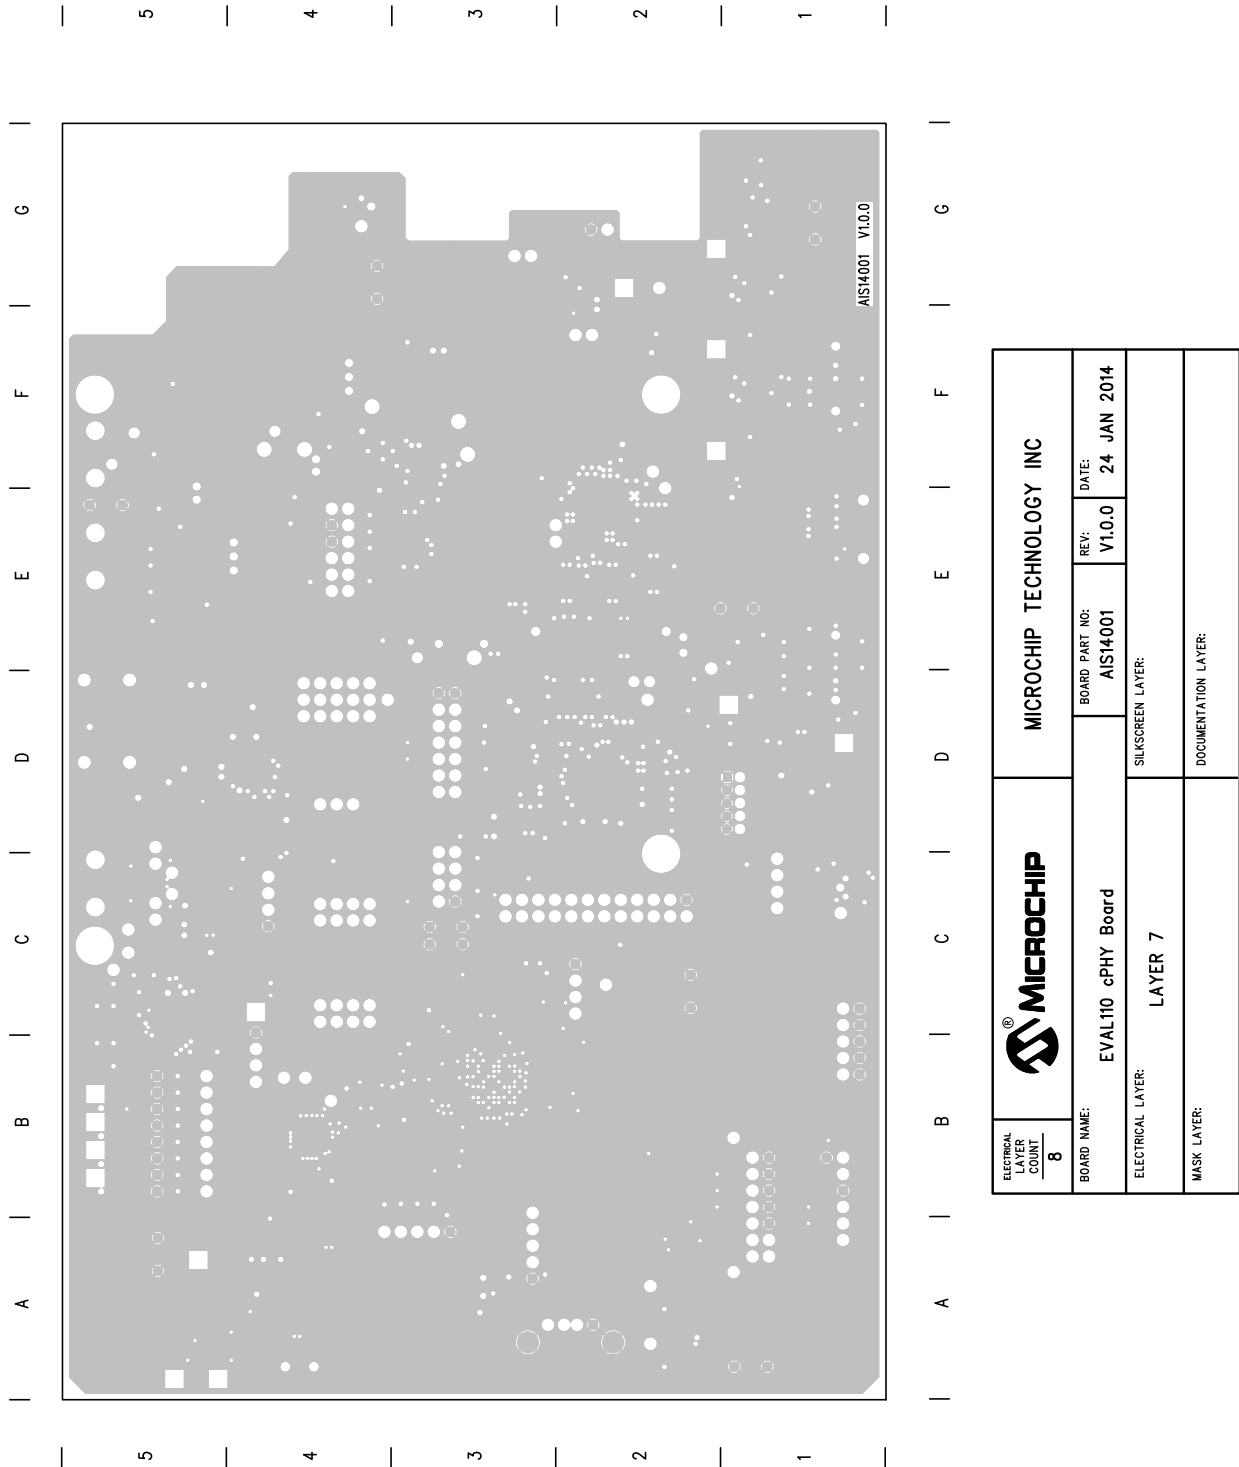 5 4 3 2 1
G G
F F
E E
D D
C C
B B
A A
5 4 3 2 1
AIS14001 V1.0.0
ELECTRICAL
LAYER
COUNT
8
® MICROCHIP
MICROCHIP TECHNOLOGY INC
BOARD NAME:
EVAL110 cPHY Board
BOARD PART NO:
AIS14001
REV:
V1.0.0
DATE:
24 JAN 2014
ELECTRICAL LAYER:
LAYER 7
SILKSCREEN LAYER:
MASK LAYER:
DOCUMENTATION LAYER: